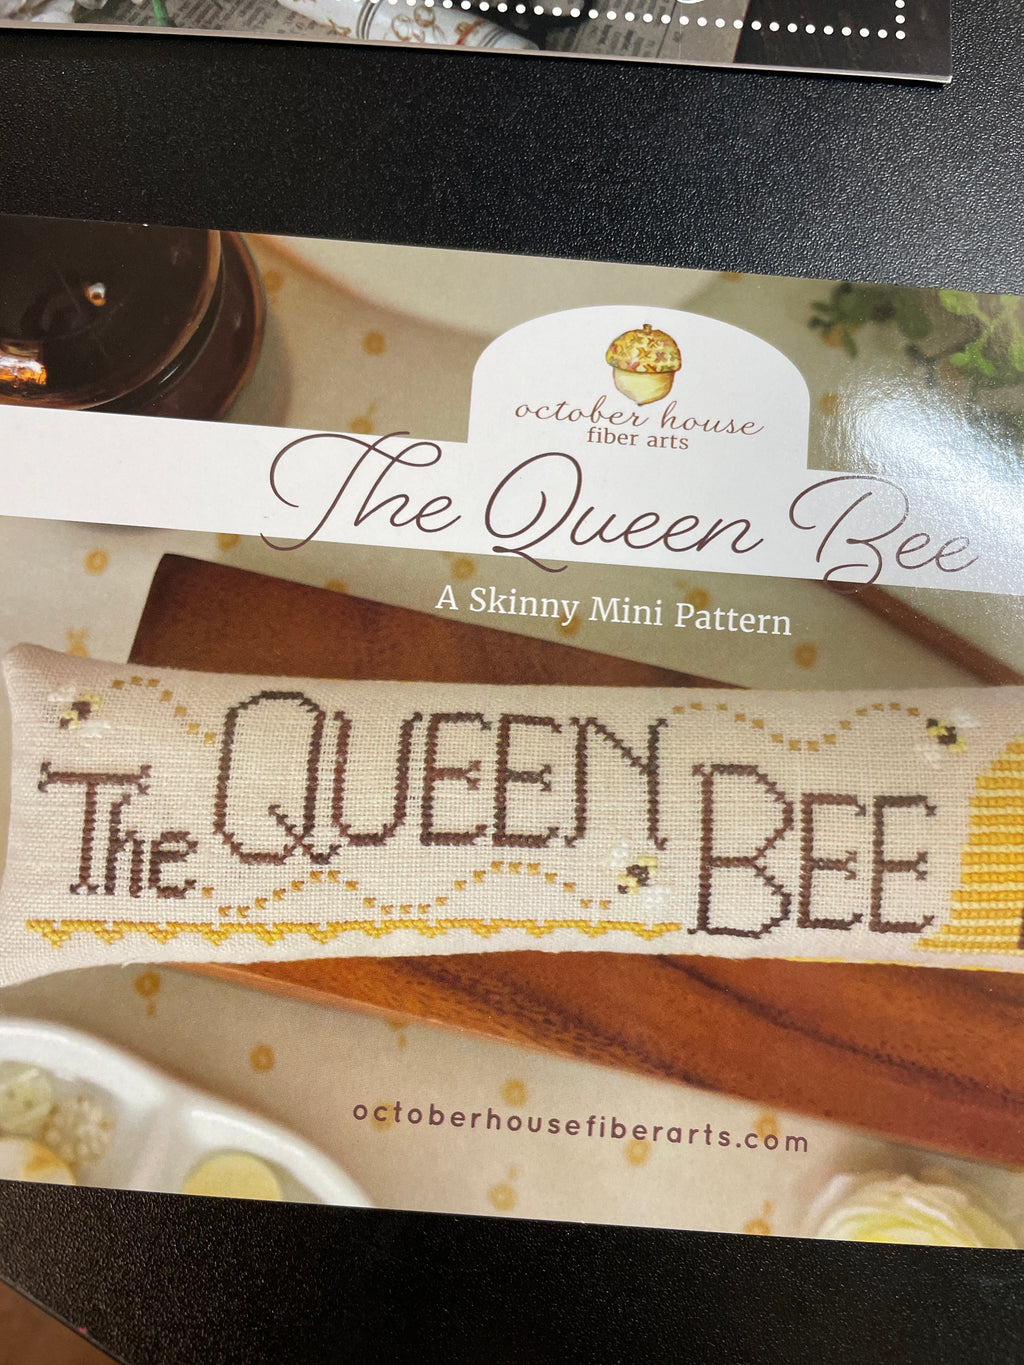 october house
fiber arts
The Queen Bee
A Skinny Mini Pattern
The QUEEN BEE
octoberhousefiberarts.com